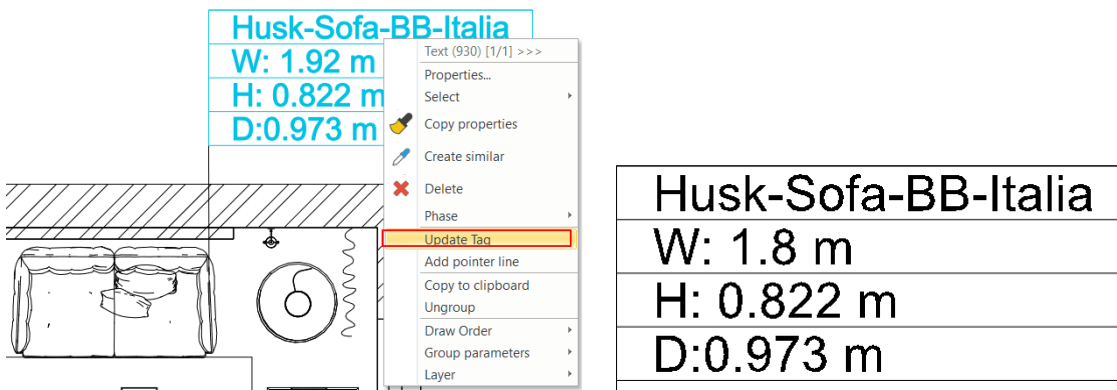 Husk-Sofa-BB-Italia
W: 1.92 m
H: 0.822 m
D:0.973 m
Text (930) [1/1] >>>
Properties...
Select
Copy properties
Create similar
Delete
Phase
Update Tag
Add pointer line
Copy to clipboard
Ungroup
Draw Order
Group parameters
Layer
Husk-Sofa-BB-Italia
W: 1.8 m
H: 0.822 m
D:0.973 m